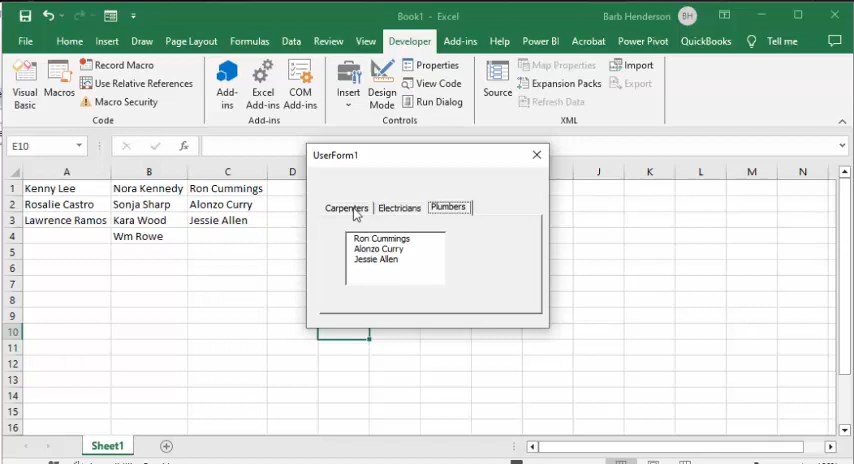 Book1 - Excel
Barb Henderson BH
File Home Insert Draw Page Layout Formulas Data Review View Developer Add-ins Help Power BI Acrobat Power Pivot QuickBooks Tell me
Visual Basic
Macros
Record Macro
Use Relative References
Macro Security
Code
Add-ins
Excel Add-ins
COM Add-ins
Add-ins
Insert
Design Mode
Properties
View Code
Run Dialog
Controls
Source
Map Properties
Expansion Packs
Refresh Data
Import
Export
XML
E10
fx
A B C D J K L M N
1 Kenny Lee Nora Kennedy Ron Cummings
2 Rosalie Castro Sonja Sharp Alonzo Curry
3 Lawrence Ramos Kara Wood Jessie Allen
4 Wm Rowe
5
6
7
8
9
10
11
12
13
14
15
16
UserForm1
Carpenters Electricians Plumbers
Ron Cummings
Alonzo Curry
Jessie Allen
Sheet1